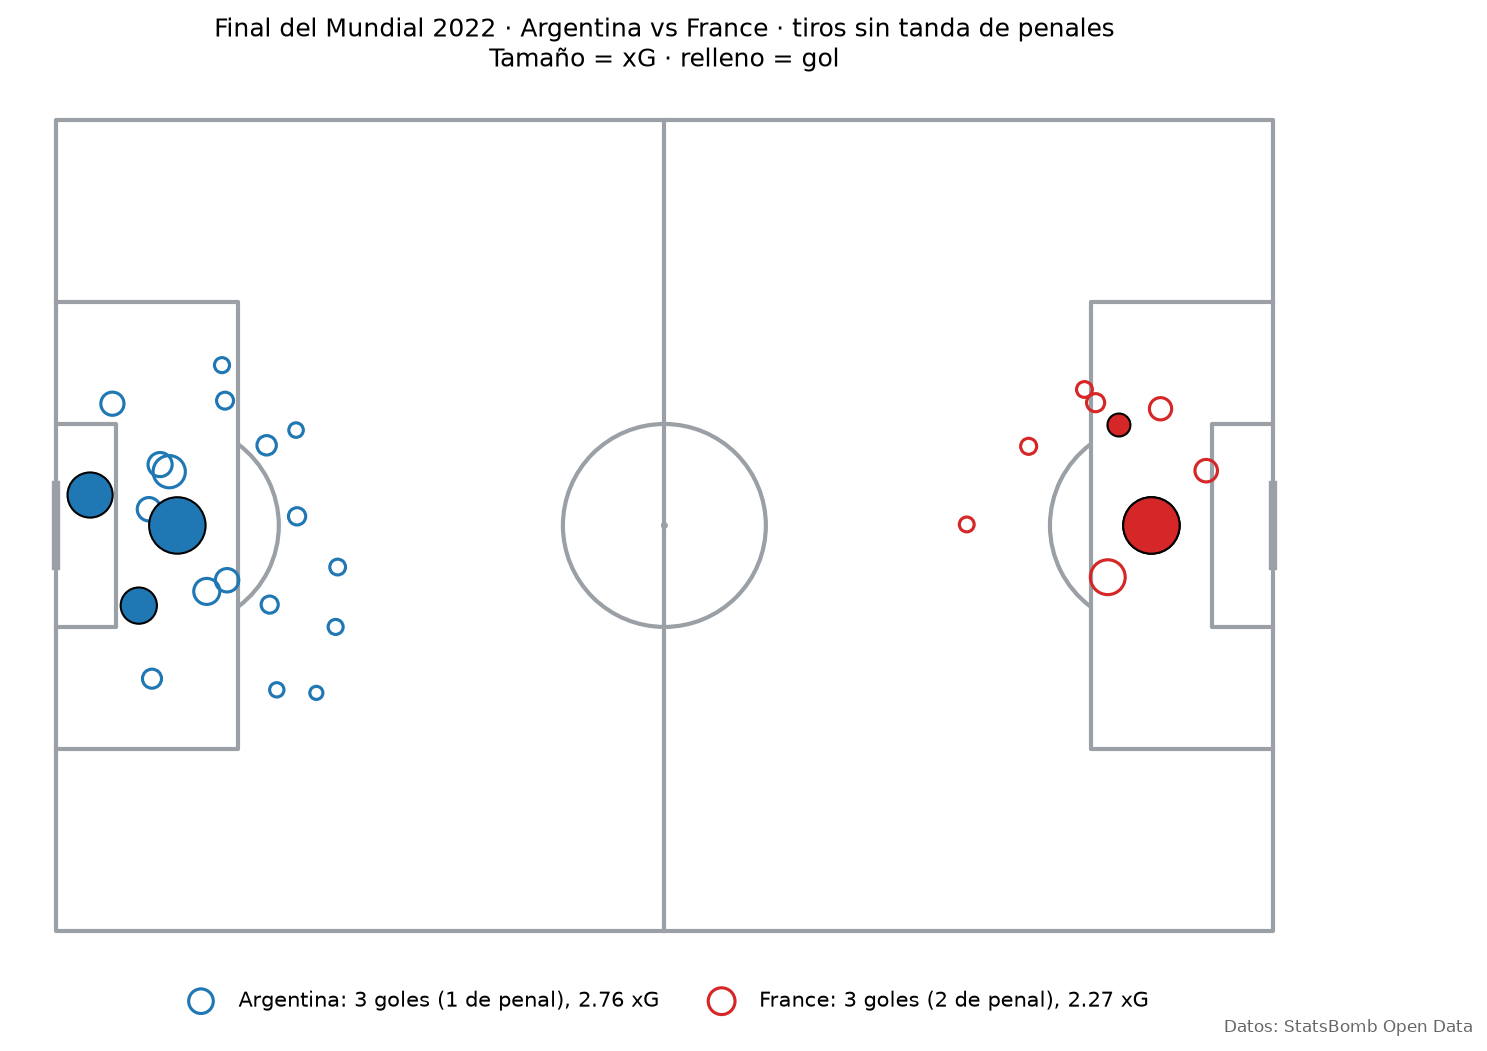 Final del Mundial 2022 · Argentina vs France · tiros sin tanda de penales
Tamaño = xG · relleno = gol
Argentina: 3 goles (1 de penal), 2.76 xG
France: 3 goles (2 de penal), 2.27 xG
Datos: StatsBomb Open Data